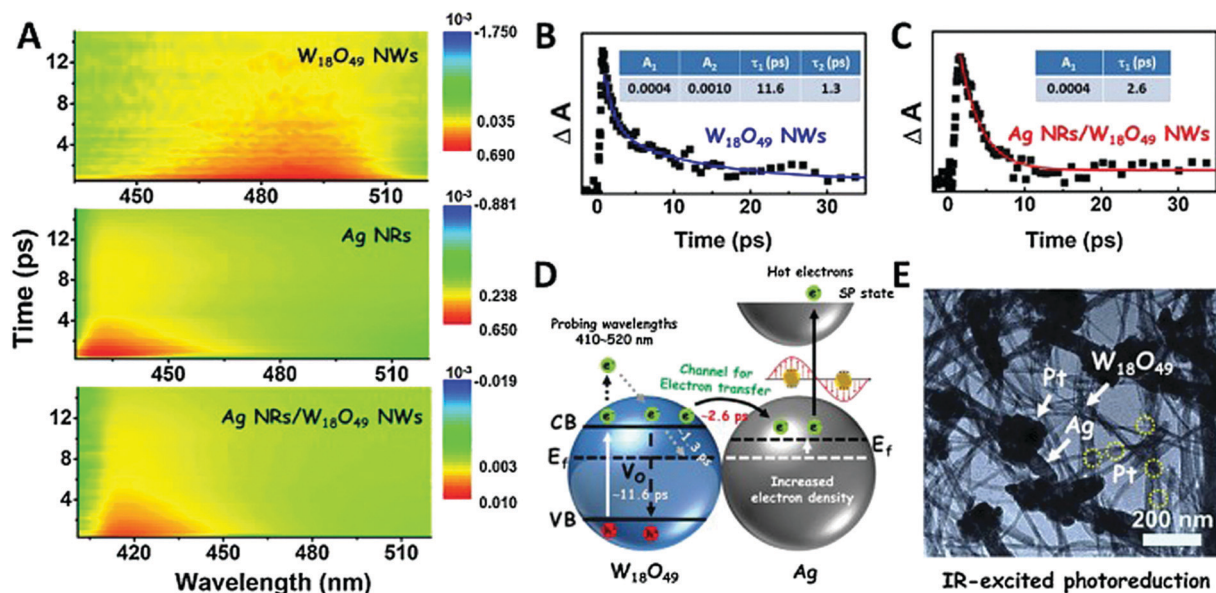 A
W₁₈O₄₉ NWs
Ag NRs
Ag NRs/W₁₈O₄₉ NWs
Time (ps)
12
8
4
450
480
510
12
8
4
450
480
510
12
8
4
420
450
480
510
Wavelength (nm)
10⁻³
-1.750
0.035
0.690
10⁻³
-0.881
0.238
0.650
10⁻³
-0.019
0.003
0.010
B
Δ A
A₁ A₂ τ₁ (ps) τ₂ (ps)
0.0004 0.0010 11.6 1.3
W₁₈O₄₉ NWs
0 10 20 30
Time (ps)
C
Δ A
A₁ τ₁ (ps)
0.0004 2.6
Ag NRs/W₁₈O₄₉ NWs
0 10 20 30
Time (ps)
D
Hot electrons
e⁻ SP state
Probing wavelengths
410~520 nm
e⁻
Channel for
Electron transfer
~2.6 ps
CB
e⁻ e⁻ e⁻
e⁻ e⁻
~1.3 ps
E_f
V_O
~11.6 ps
VB
h⁺ h⁺
E_f
Increased
electron density
W₁₈O₄₉
Ag
E
W₁₈O₄₉
Pt
Ag
Pt
200 nm
IR-excited photoreduction